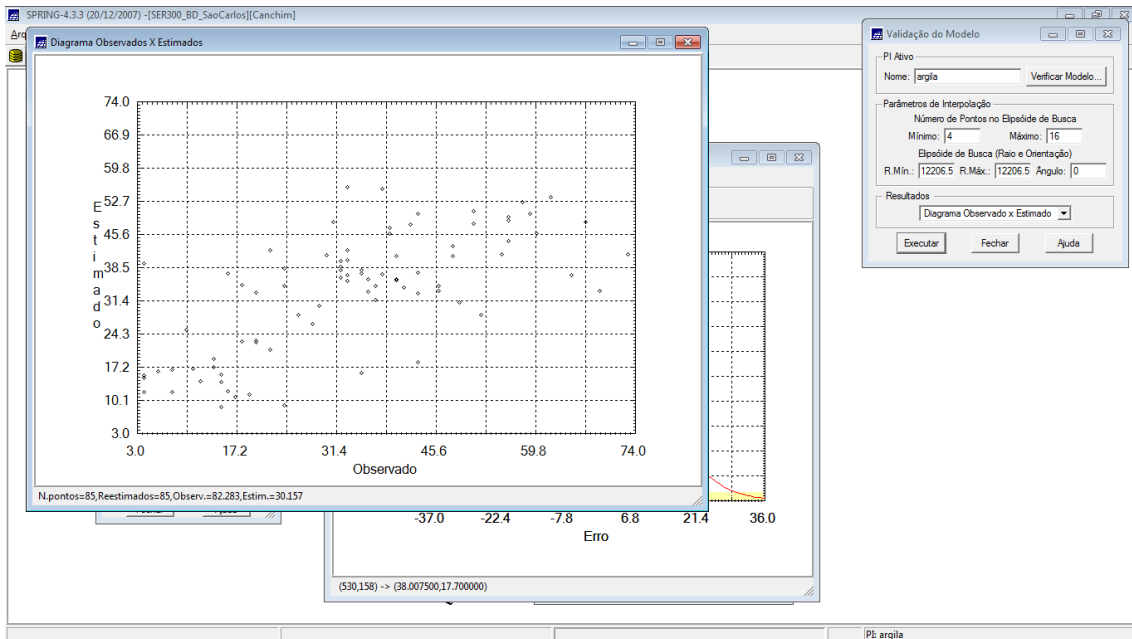 SPRING-4.3.3 (20/12/2007) -[SER300_BD_SaoCarlos][Canchim]
Arq
Diagrama Observados X Estimados
74.0
66.9
59.8
52.7
45.6
38.5
31.4
24.3
17.2
10.1
3.0
Estimado
3.0 17.2 31.4 45.6 59.8 74.0
Observado
N.pontos=85,Reestimados=85,Observ.=82.283,Estim.=30.157
-37.0 -22.4 -7.8 6.8 21.4 36.0
Erro
(530,158) -> (38.007500,17.700000)
Validação do Modelo
PI Ativo
Nome: argila Verificar Modelo...
Parâmetros de Interpolação
Número de Pontos no Elipsóide de Busca
Mínimo: 4 Máximo: 16
Elipsóide de Busca (Raio e Orientação)
R.Mín.: 12206.5 R.Máx.: 12206.5 Ângulo: 0
Resultados
Diagrama Observado x Estimado
Executar Fechar Ajuda
PI: argila